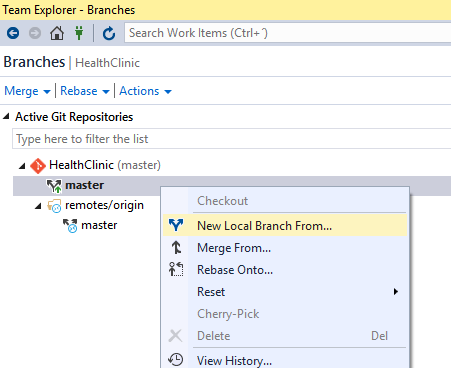 Team Explorer - Branches
Search Work Items (Ctrl+´)
Branches | HealthClinic
Merge Rebase Actions
Active Git Repositories
Type here to filter the list
HealthClinic (master)
master
remotes/origin
master
Checkout
New Local Branch From...
Merge From...
Rebase Onto...
Reset
Cherry-Pick
Delete Del
View History...